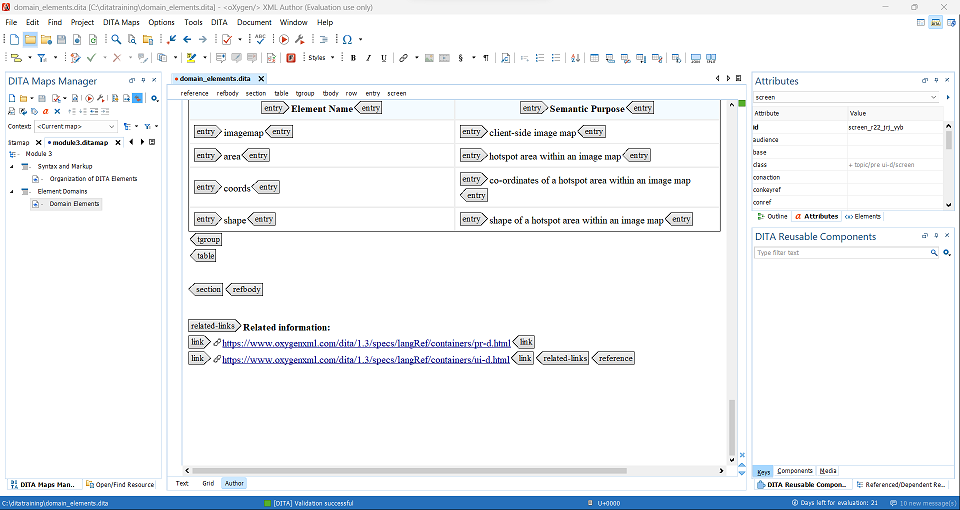 domain_elements.dita [C:\ditatraining\domain_elements.dita] - <oXygen/> XML Author (Evaluation use only)
File Edit Find Project DITA Maps Options Tools DITA Document Window Help
Styles B I U § ¶
DITA Maps Manager
Context: <Current map>
5tamap module3.ditamap
Module 3
Syntax and Markup
Organization of DITA Elements
Element Domains
Domain Elements
DITA Maps Man... Open/Find Resource
domain_elements.dita
reference refbody section table tgroup tbody row entry screen
entry Element Name entry entry Semantic Purpose entry
entry imagemap entry entry client-side image map entry
entry area entry entry hotspot area within an image map entry
entry coords entry entry co-ordinates of a hotspot area within an image map entry
entry shape entry entry shape of a hotspot area within an image map entry
tgroup
table
section refbody
related-links Related information:
link https://www.oxygenxml.com/dita/1.3/specs/langRef/containers/pr-d.html link
link https://www.oxygenxml.com/dita/1.3/specs/langRef/containers/ui-d.html link related-links reference
Text Grid Author
Attributes
screen
Attribute Value
id screen_r22_jrj_yyb
audience
base
class + topic/pre ui-d/screen
conaction
conkeyref
conref
Outline Attributes Elements
DITA Reusable Components
Type filter text
Keys Components Media
DITA Reusable Compon... Referenced/Dependent Re...
C:\ditatraining\domain_elements.dita [DITA] Validation successful U+0000 Days left for evaluation: 21 10 new message(s)